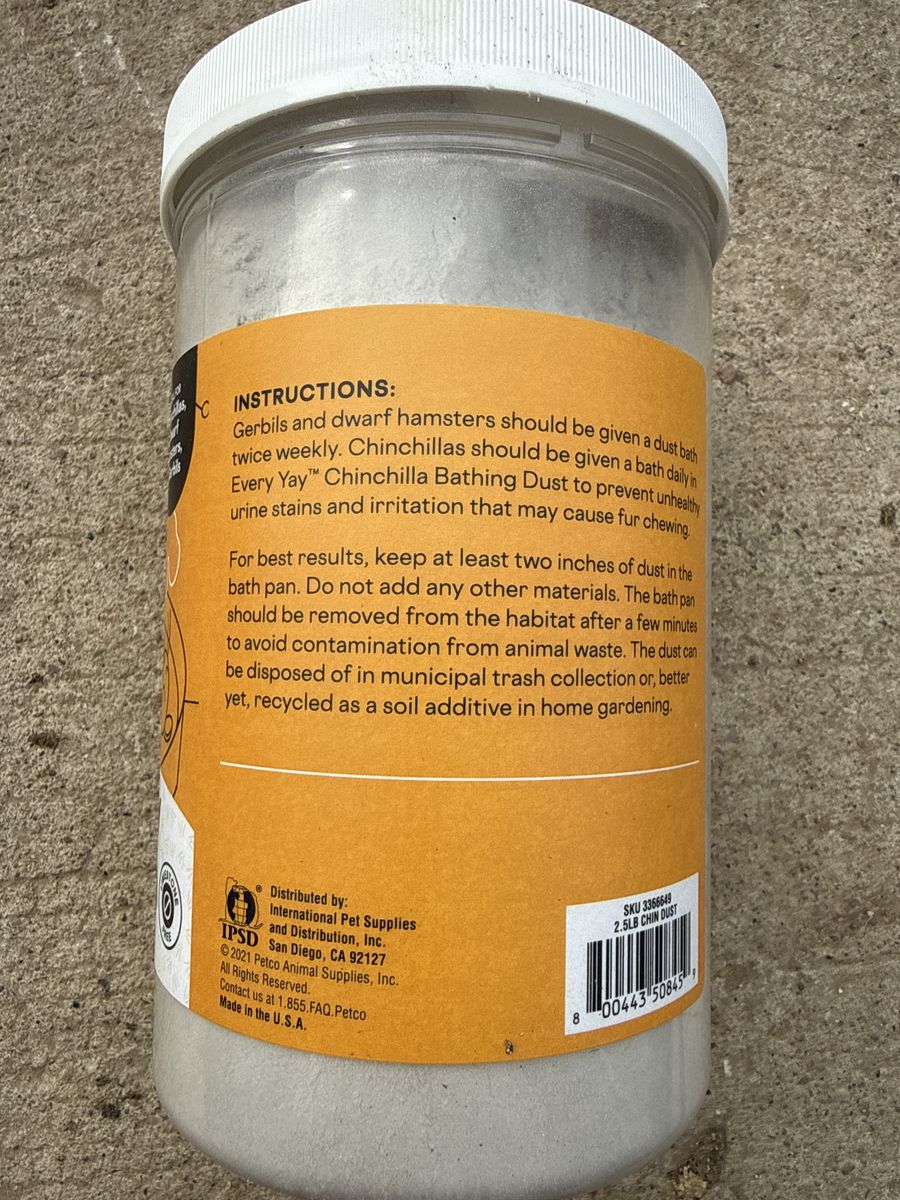 INSTRUCTIONS:
Gerbils and dwarf hamsters should be given a dust bath
twice weekly. Chinchillas should be given a bath daily in
Every Yay™ Chinchilla Bathing Dust to prevent unhealthy
urine stains and irritation that may cause fur chewing.
For best results, keep at least two inches of dust in the
bath pan. Do not add any other materials. The bath pan
should be removed from the habitat after a few minutes
to avoid contamination from animal waste. The dust can
be disposed of in municipal trash collection or, better
yet, recycled as a soil additive in home gardening.
IPSD®
Distributed by:
International Pet Supplies
and Distribution, Inc.
San Diego, CA 92127
© 2021 Petco Animal Supplies, Inc.
All Rights Reserved.
Contact us at 1.855.FAQ.Petco
Made in the U.S.A.
SKU 3366649
2.5LB CHIN DUST
8 00443 50845 9